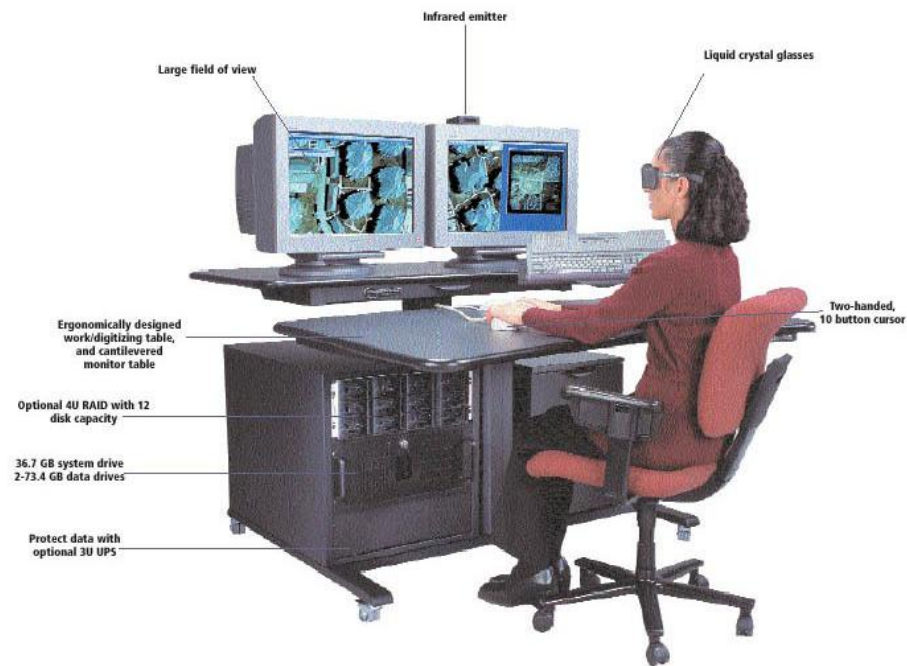 Infrared emitter
Large field of view
Liquid crystal glasses
Two-handed,
10 button cursor
Ergonomically designed
work/digitizing table,
and cantilevered
monitor table
Optional 4U RAID with 12
disk capacity
36.7 GB system drive
2-73.4 GB data drives
Protect data with
optional 3U UPS